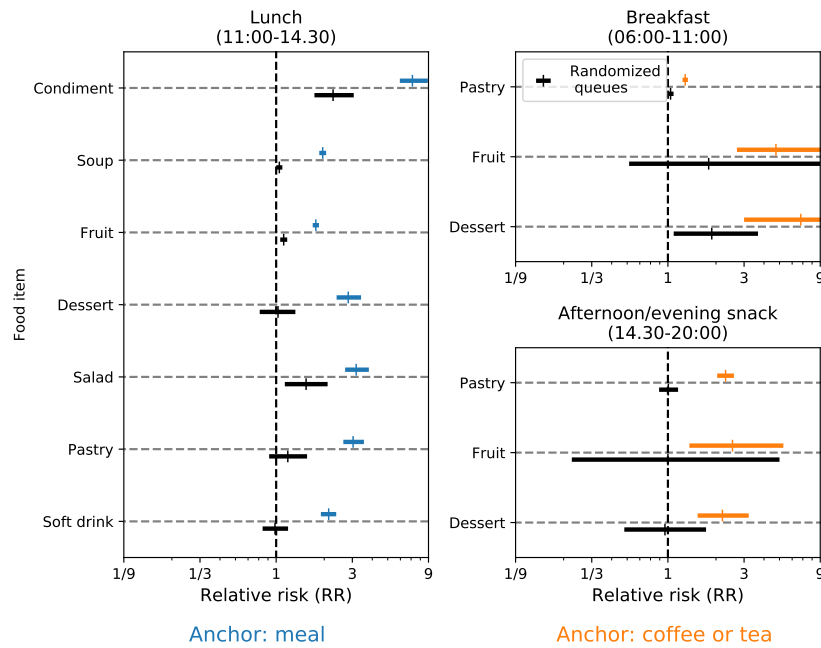 Lunch
(11:00-14.30)
Food item
Condiment
Soup
Fruit
Dessert
Salad
Pastry
Soft drink
1/9 1/3 1 3 9
Relative risk (RR)
Anchor: meal
Breakfast
(06:00-11:00)
Randomized
queues
Pastry
Fruit
Dessert
1/9 1/3 1 3 9
Afternoon/evening snack
(14.30-20:00)
Pastry
Fruit
Dessert
1/9 1/3 1 3 9
Relative risk (RR)
Anchor: coffee or tea